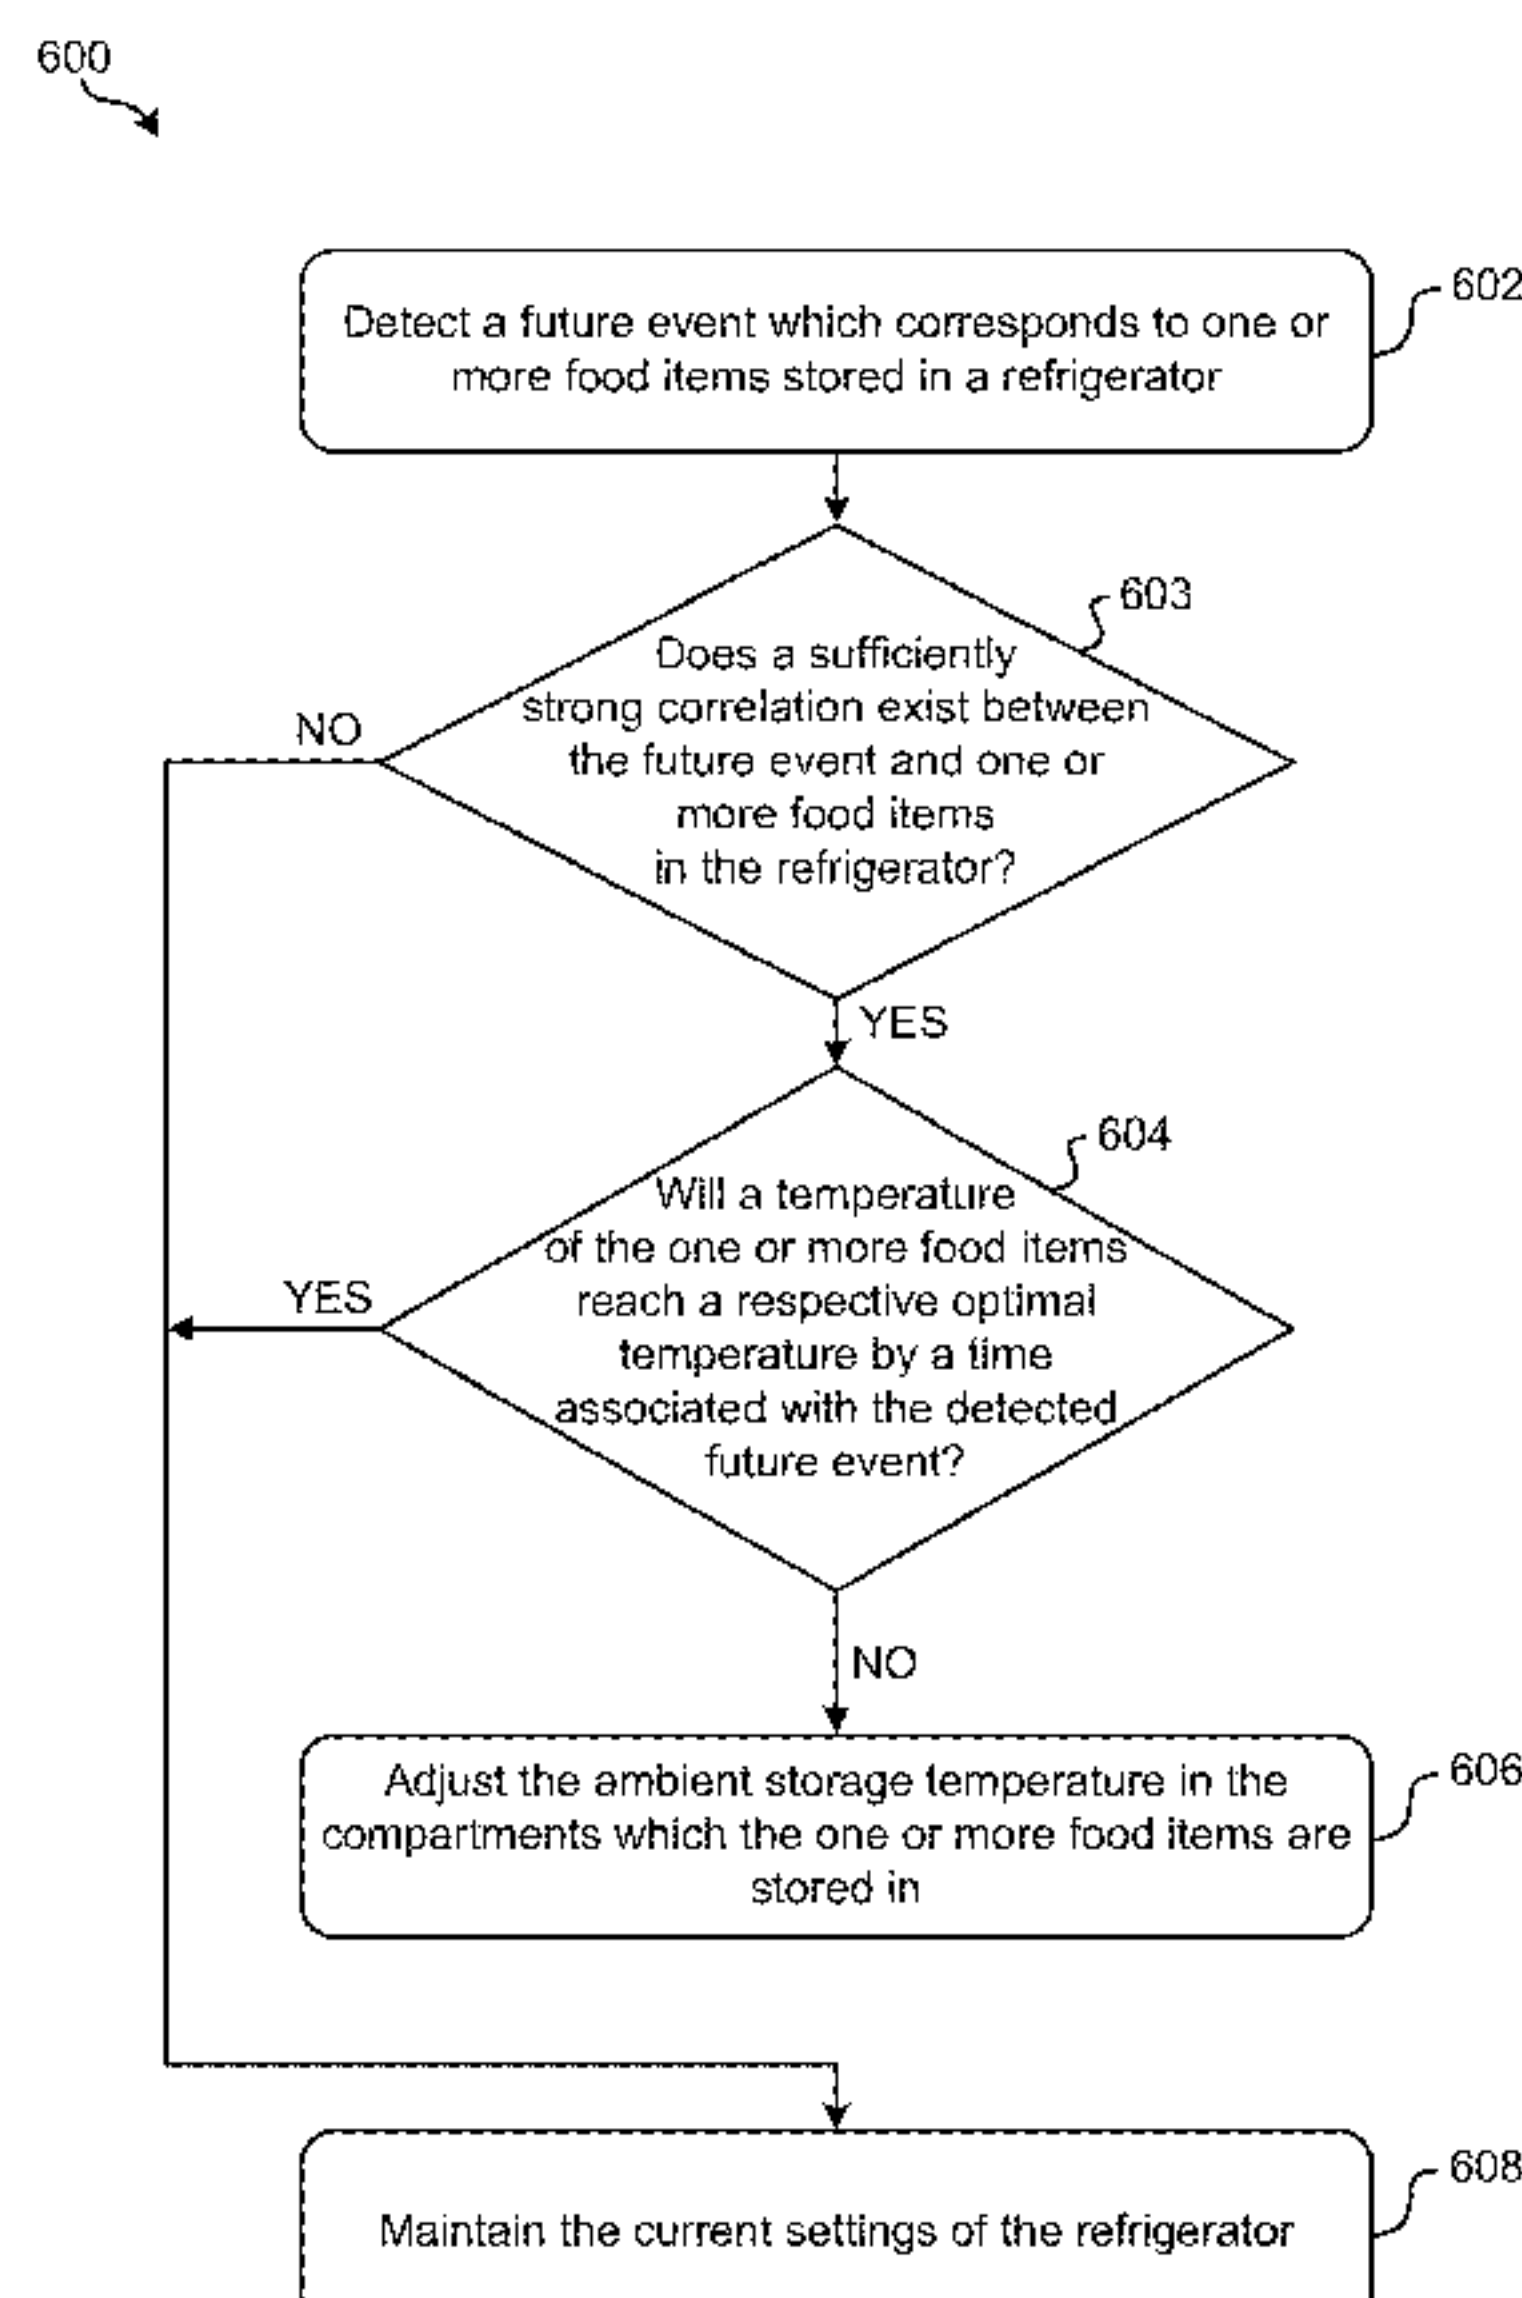 600
Detect a future event which corresponds to one or
more food items stored in a refrigerator
602
603
Does a sufficiently
strong correlation exist between
the future event and one or
more food items
in the refrigerator?
NO
YES
604
Will a temperature
of the one or more food items
reach a respective optimal
temperature by a time
associated with the detected
future event?
YES
NO
Adjust the ambient storage temperature in the
compartments which the one or more food items are
stored in
606
608
Maintain the current settings of the refrigerator